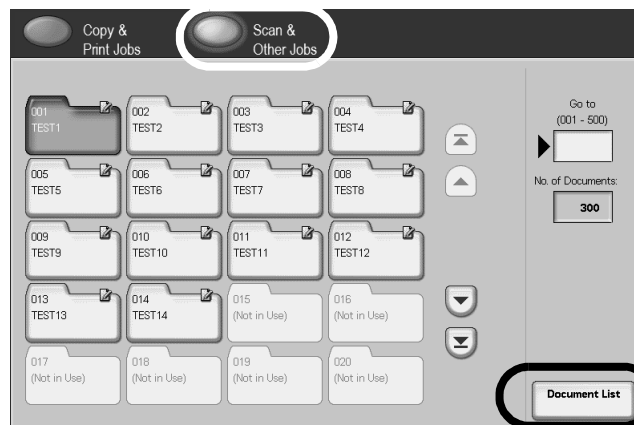 Copy &
Print Jobs
Scan &
Other Jobs
001
TEST1
002
TEST2
003
TEST3
004
TEST4
005
TEST5
006
TEST6
007
TEST7
008
TEST8
009
TEST9
010
TEST10
011
TEST11
012
TEST12
013
TEST13
014
TEST14
015
(Not in Use)
016
(Not in Use)
017
(Not in Use)
018
(Not in Use)
019
(Not in Use)
020
(Not in Use)
Go to
(001 - 500)
No. of Documents:
300
Document List